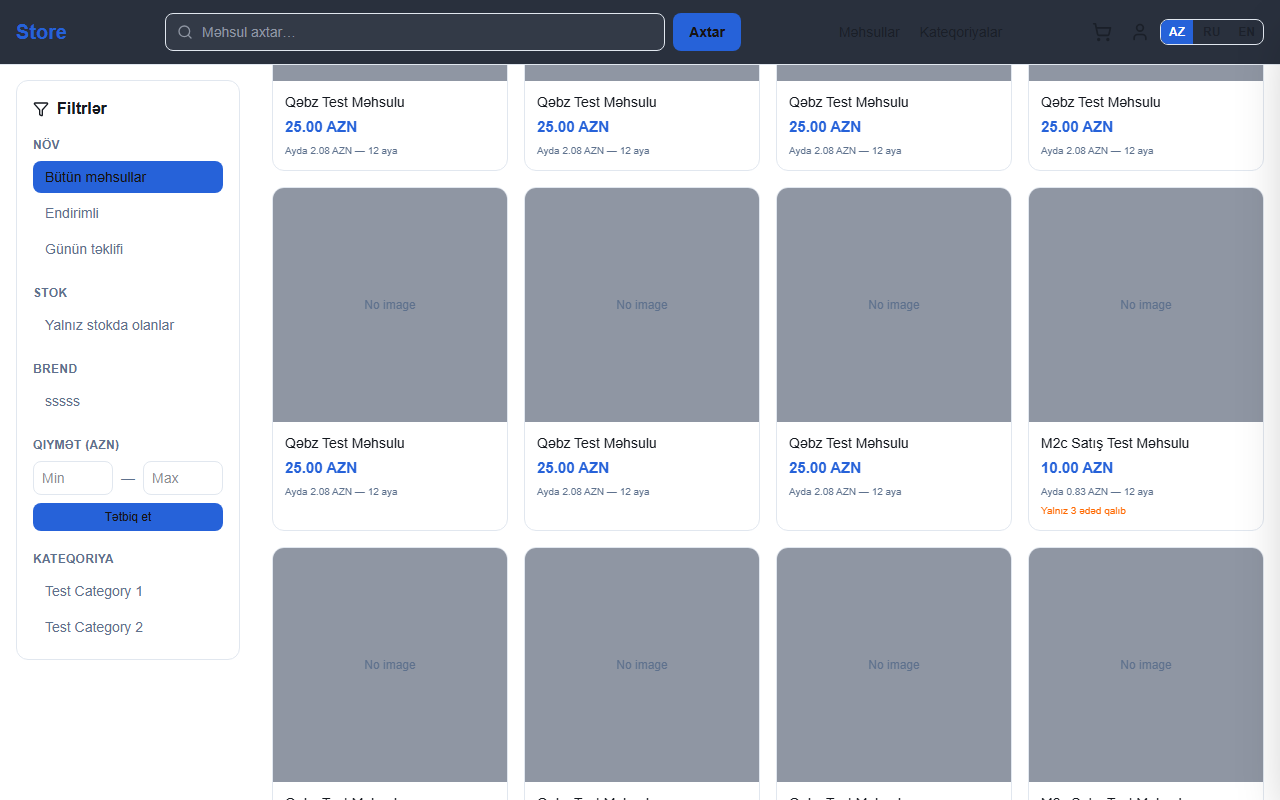 Store
Məhsul axtar...
Axtar
Məhsullar
Kateqoriyalar
AZ
RU
EN
Filtrlər
NÖV
Bütün məhsullar
Endirimli
Günün təklifi
STOK
Yalnız stokda olanlar
BREND
sssss
QIYMƏT (AZN)
Min
—
Max
Tətbiq et
KATEQORIYA
Test Category 1
Test Category 2
Qəbz Test Məhsulu
25.00 AZN
Ayda 2.08 AZN — 12 aya
Qəbz Test Məhsulu
25.00 AZN
Ayda 2.08 AZN — 12 aya
Qəbz Test Məhsulu
25.00 AZN
Ayda 2.08 AZN — 12 aya
Qəbz Test Məhsulu
25.00 AZN
Ayda 2.08 AZN — 12 aya
No image
Qəbz Test Məhsulu
25.00 AZN
Ayda 2.08 AZN — 12 aya
No image
Qəbz Test Məhsulu
25.00 AZN
Ayda 2.08 AZN — 12 aya
No image
Qəbz Test Məhsulu
25.00 AZN
Ayda 2.08 AZN — 12 aya
No image
M2c Satış Test Məhsulu
10.00 AZN
Ayda 0.83 AZN — 12 aya
Yalnız 3 ədəd qalıb
No image
No image
No image
No image